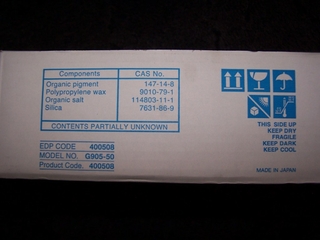 Components CAS No.
Organic pigment 147-14-8
Polypropylene wax 9010-79-1
Organic salt 114803-11-1
Silica 7631-86-9
CONTENTS PARTIALLY UNKNOWN
EDP CODE 400508
MODEL NO. G905-50
Product Code. 400508
THIS SIDE UP
KEEP DRY
FRAGILE
KEEP DARK
KEEP COOL
MADE IN JAPAN